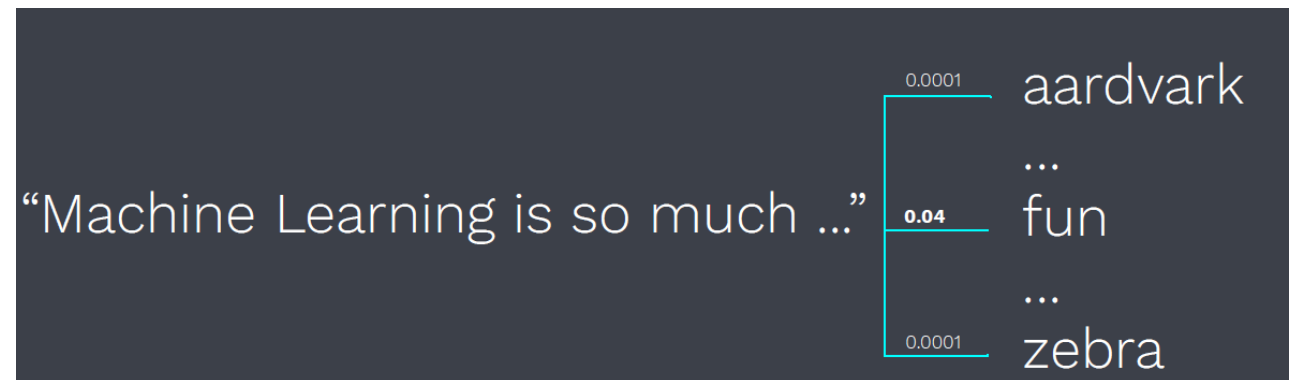 0.0001 aardvark
...
“Machine Learning is so much ...” 0.04 fun
...
0.0001 zebra